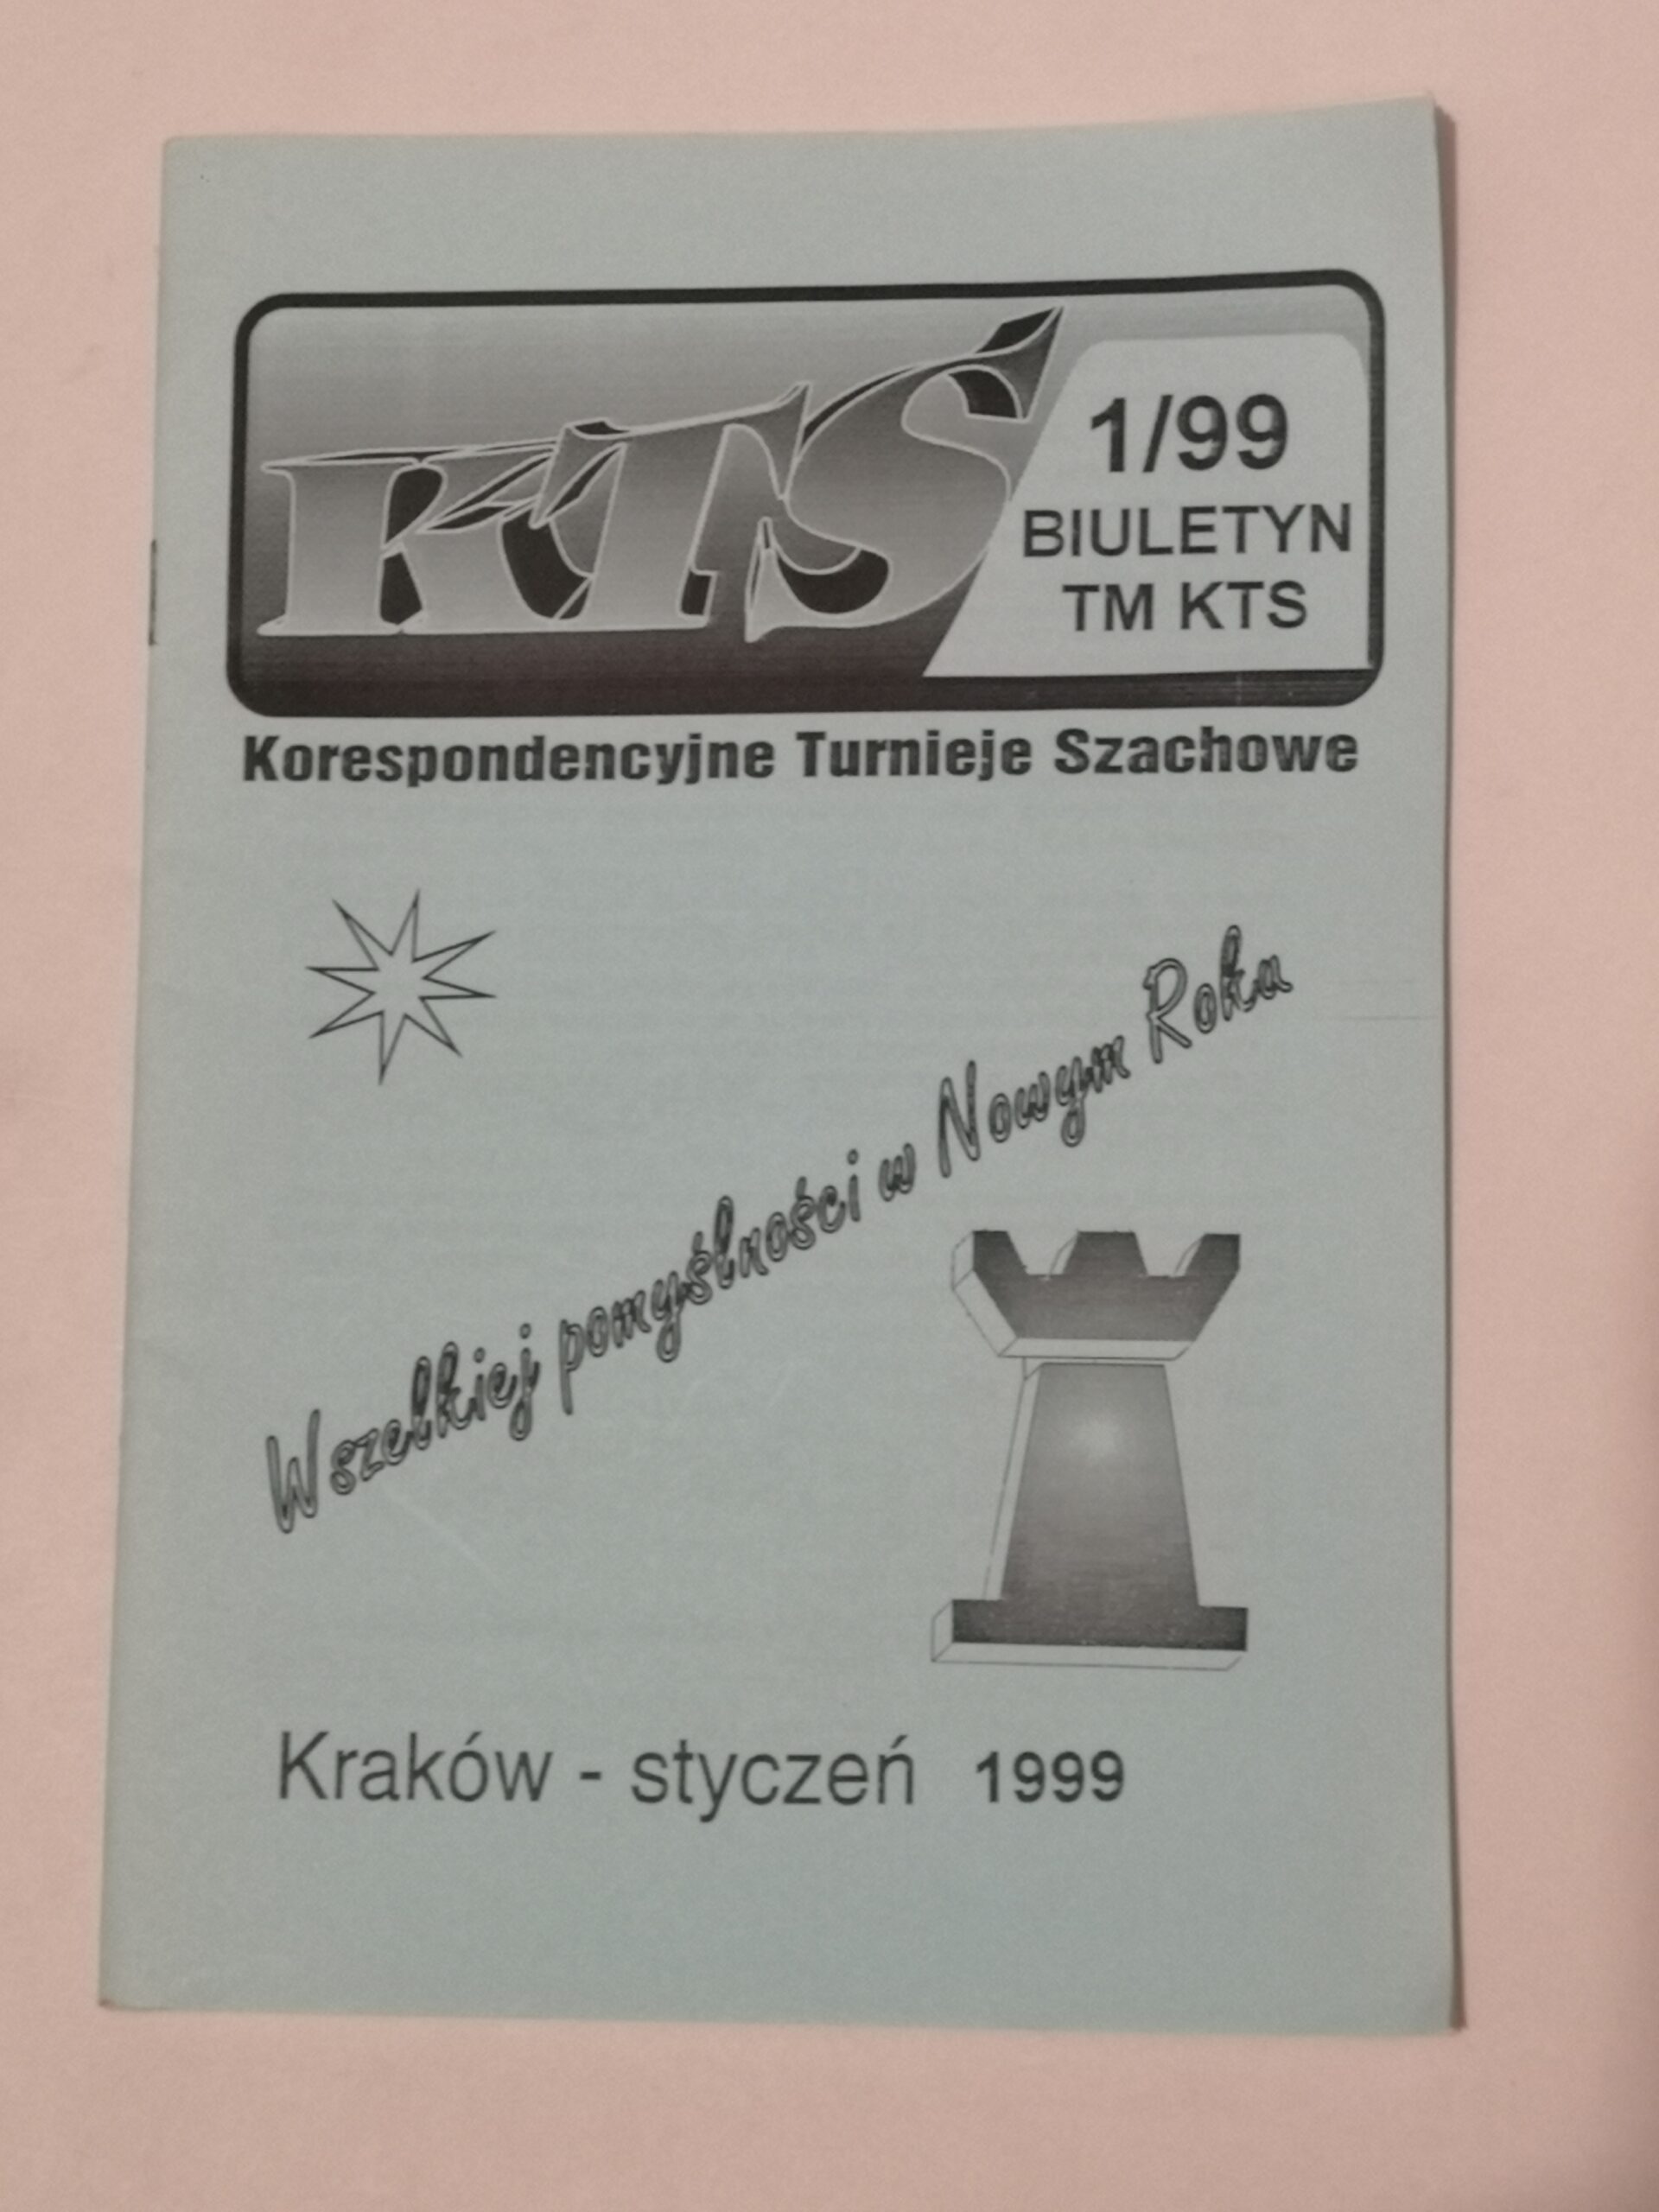 KTS
1/99
BIULETYN
TM KTS
Korespondencyjne Turnieje Szachowe
Wszelkiej pomyślności w Nowym Roku
Kraków - styczeń 1999